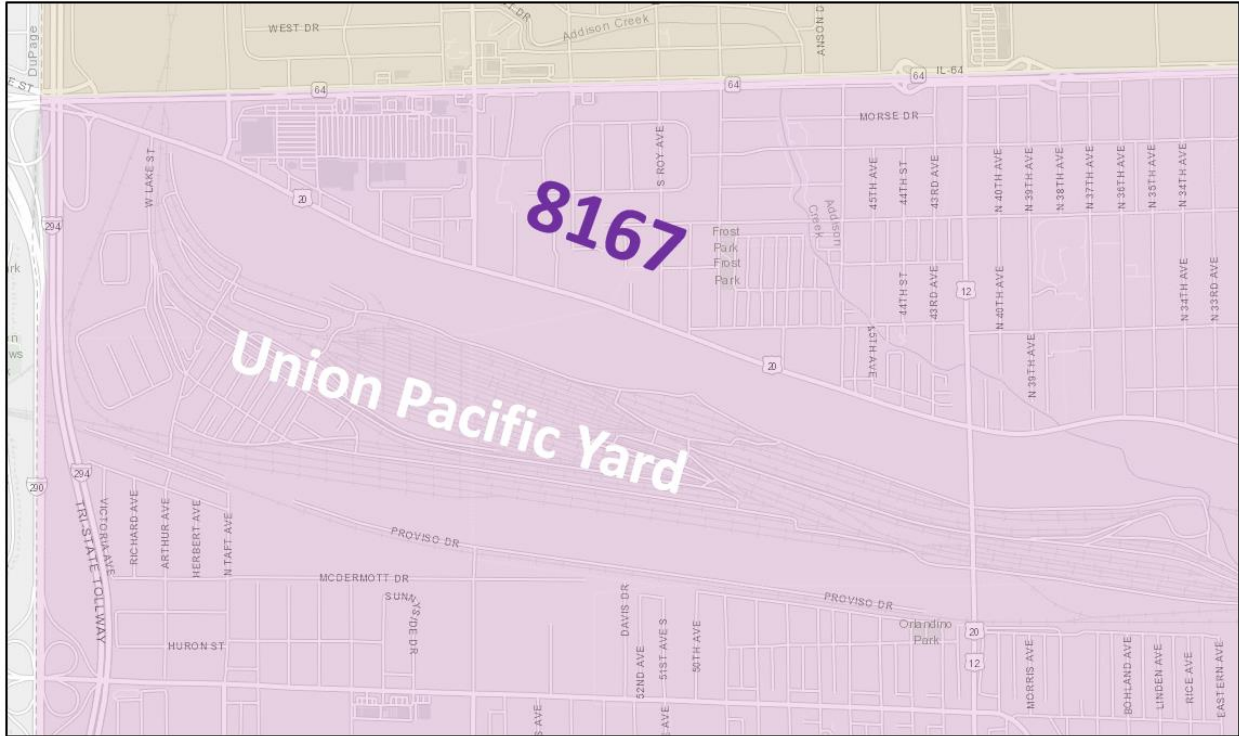 WEST DR
Addison Creek
DuPage
64
IL-64
64
64
MORSE DR
W LAKE ST
S ROY AVE
45TH AVE
44TH ST
43RD AVE
N 40TH AVE
N 39TH AVE
N 38TH AVE
N 37TH AVE
N 36TH AVE
N 35TH AVE
N 34TH AVE
20
8167
Addison
Creek
294
Frost
Park
Frost
Park
44TH ST
43RD AVE
N 40TH AVE
12
N 34TH AVE
N 33RD AVE
Union Pacific Yard
20
45TH AVE
N 39TH AVE
294
290
TRI-STATE TOLLWAY
VICTORIA AVE
RICHARD AVE
ARTHUR AVE
HERBERT AVE
N TAFT AVE
PROVISO DR
MCDERMOTT DR
PROVISO DR
HURON ST
DAVIS DR
52ND AVE
51ST AVE S
50TH AVE
Orlandino
Park
20
12
MORRIS AVE
BOHLAND AVE
LINDEN AVE
RICE AVE
EASTERN AVE